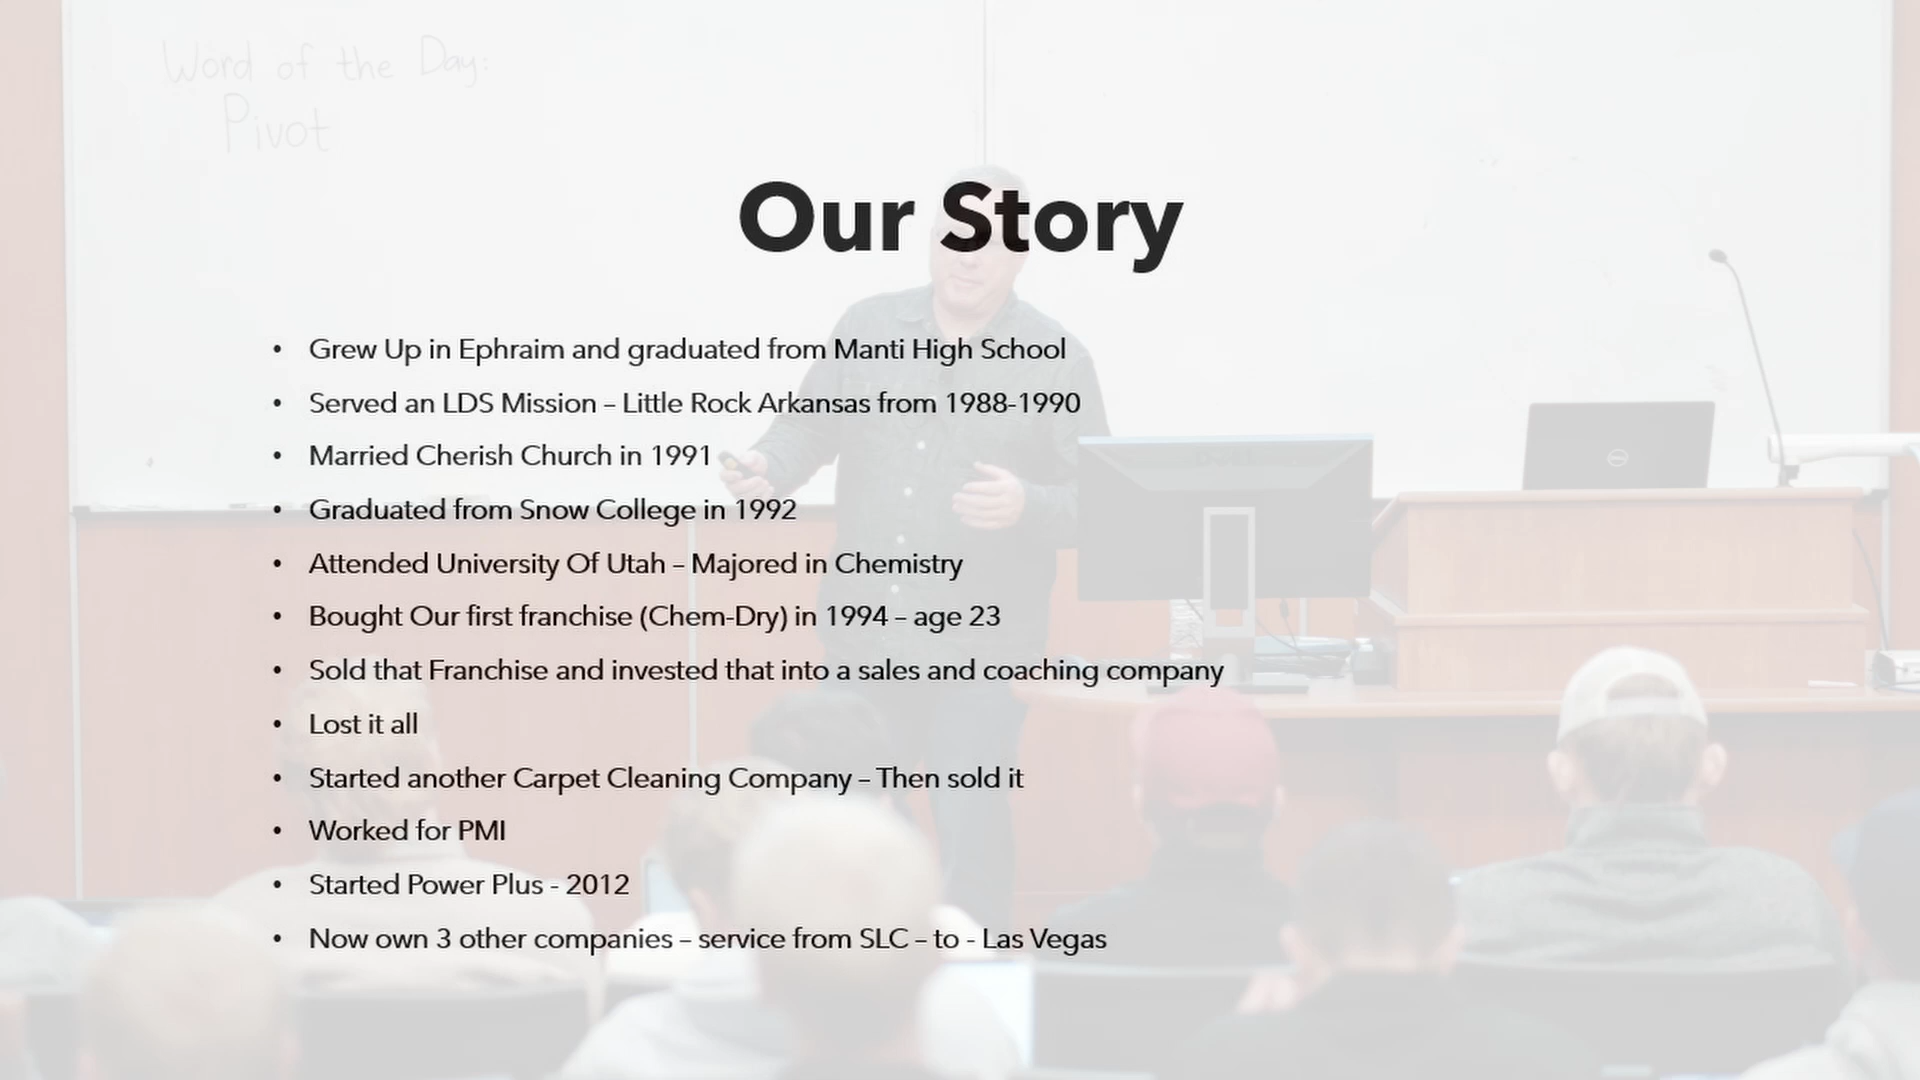 Word of the Day:
Pivot
Our Story
• Grew Up in Ephraim and graduated from Manti High School
• Served an LDS Mission – Little Rock Arkansas from 1988-1990
• Married Cherish Church in 1991
• Graduated from Snow College in 1992
• Attended University Of Utah – Majored in Chemistry
• Bought Our first franchise (Chem-Dry) in 1994 – age 23
• Sold that Franchise and invested that into a sales and coaching company
• Lost it all
• Started another Carpet Cleaning Company – Then sold it
• Worked for PMI
• Started Power Plus - 2012
• Now own 3 other companies – service from SLC – to - Las Vegas